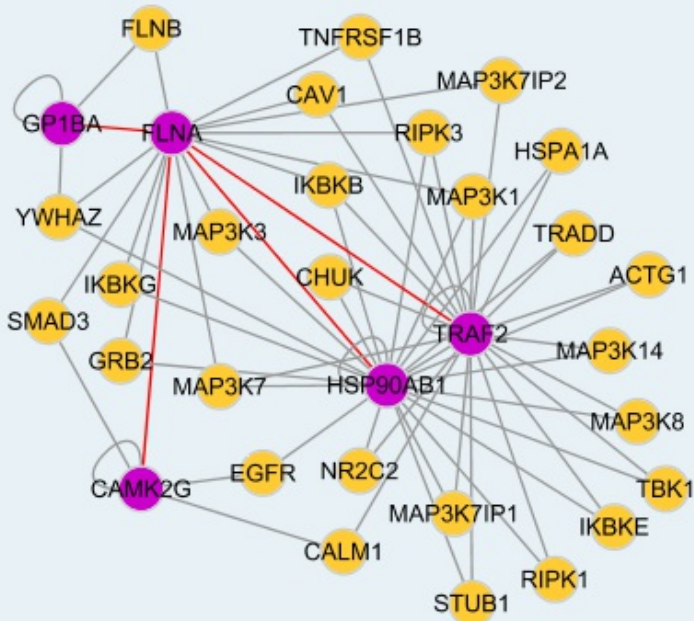 FLNB
TNFRSF1B
MAP3K7IP2
CAV1
GP1BA
FLNA
RIPK3
HSPA1A
IKBKB
MAP3K1
YWHAZ
MAP3K3
TRADD
IKBKG
CHUK
ACTG1
SMAD3
TRAF2
GRB2
MAP3K14
MAP3K7
HSP90AB1
MAP3K8
CAMK2G
EGFR
NR2C2
TBK1
MAP3K7IP1
IKBKE
CALM1
RIPK1
STUB1